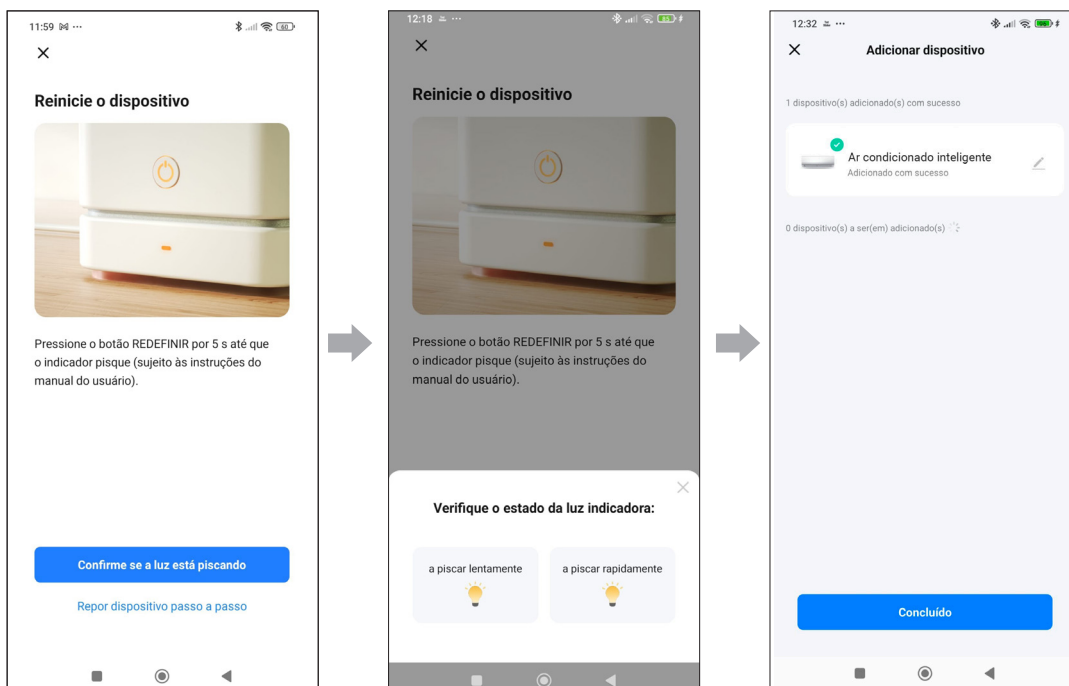 11:59
60
Reinicie o dispositivo
Pressione o botão REDEFINIR por 5 s até que
o indicador pisque (sujeito às instruções do
manual do usuário).
Confirme se a luz está piscando
Repor dispositivo passo a passo
12:18
Reinicie o dispositivo
Pressione o botão REDEFINIR por 5 s até que
o indicador pisque (sujeito às instruções do
manual do usuário).
Verifique o estado da luz indicadora:
a piscar lentamente
a piscar rapidamente
12:32
Adicionar dispositivo
1 dispositivo(s) adicionado(s) com sucesso
Ar condicionado inteligente
Adicionado com sucesso
0 dispositivo(s) a ser(em) adicionado(s)
Concluído